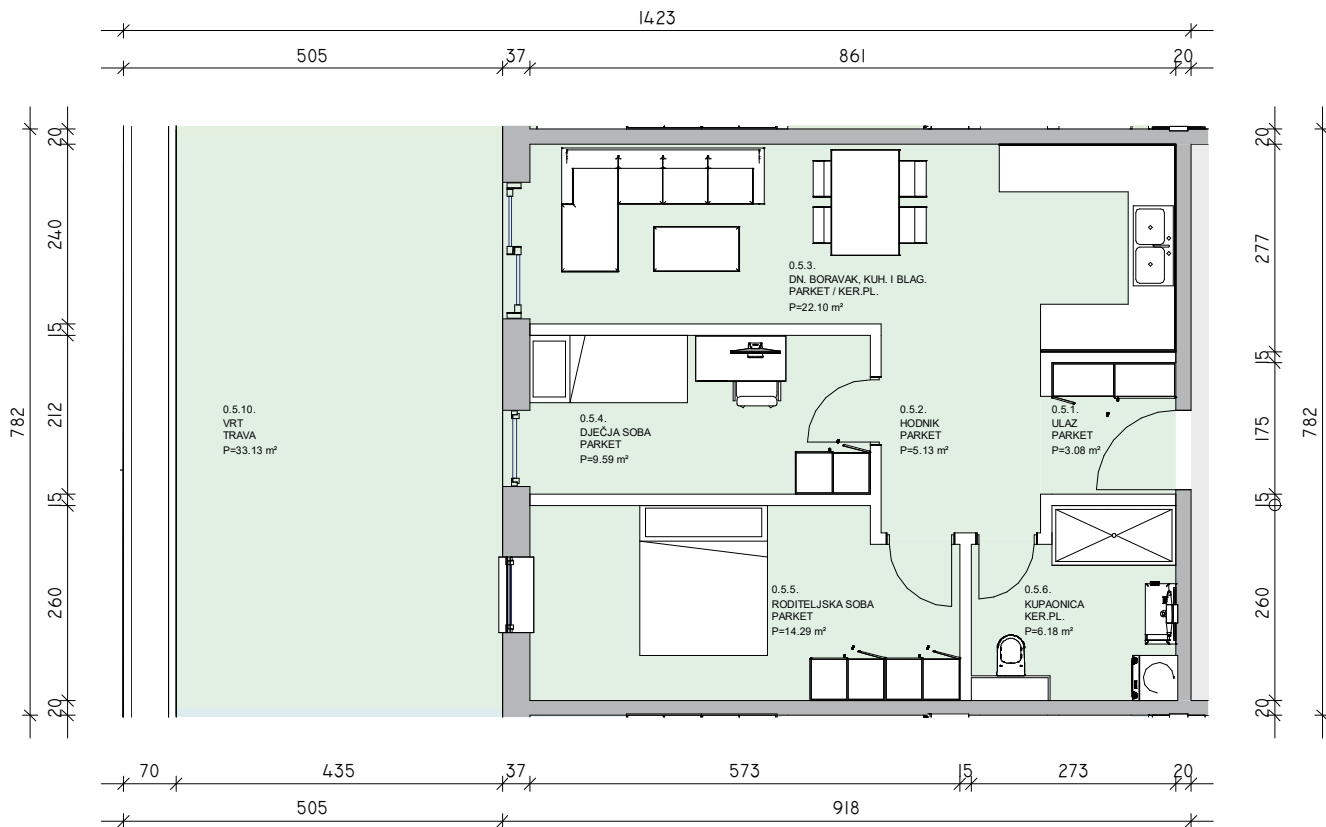 1423
505
37
861
20
20
240
15
212
15
260
20
782
20
277
15
175
15
260
20
782
0.5.3.
DN. BORAVAK, KUH. I BLAG.
PARKET / KER.PL.
P=22.10 m²
0.5.10.
VRT
TRAVA
P=33.13 m²
0.5.4.
DJEČJA SOBA
PARKET
P=9.59 m²
0.5.2.
HODNIK
PARKET
P=5.13 m²
0.5.1.
ULAZ
PARKET
P=3.08 m²
0.5.5.
RODITELJSKA SOBA
PARKET
P=14.29 m²
0.5.6.
KUPAONICA
KER.PL.
P=6.18 m²
70
435
37
573
15
273
20
505
918